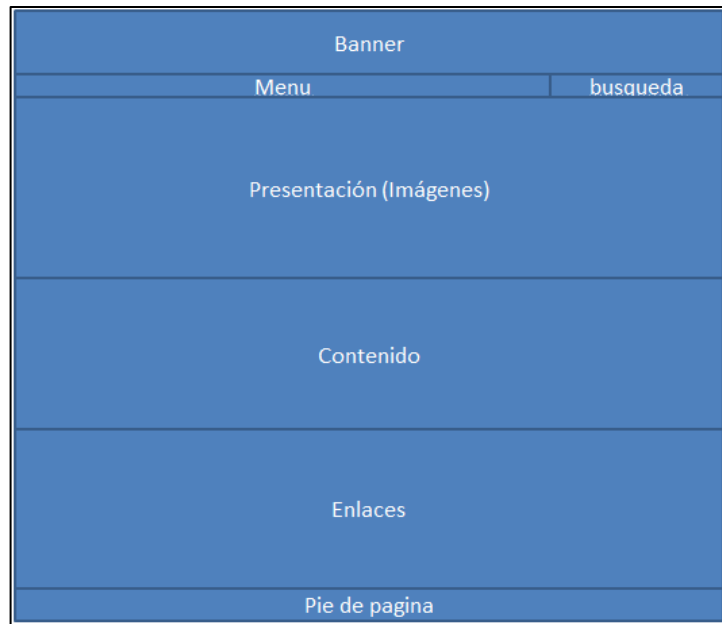 Banner
Menu
busqueda
Presentación (Imágenes)
Contenido
Enlaces
Pie de pagina